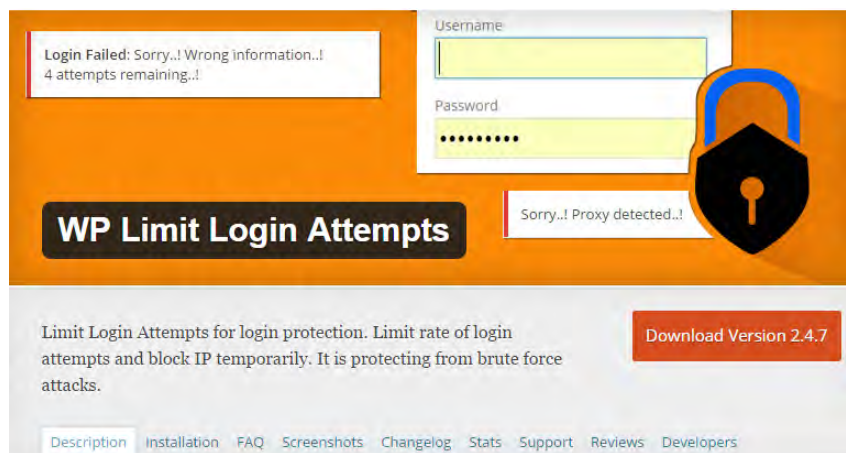 Username
Login Failed: Sorry..! Wrong information..!
4 attempts remaining..!
Password
•••••••••
Sorry..! Proxy detected..!
WP Limit Login Attempts
Limit Login Attempts for login protection. Limit rate of login
attempts and block IP temporarily. It is protecting from brute force
attacks.
Download Version 2.4.7
Description Installation FAQ Screenshots Changelog Stats Support Reviews Developers